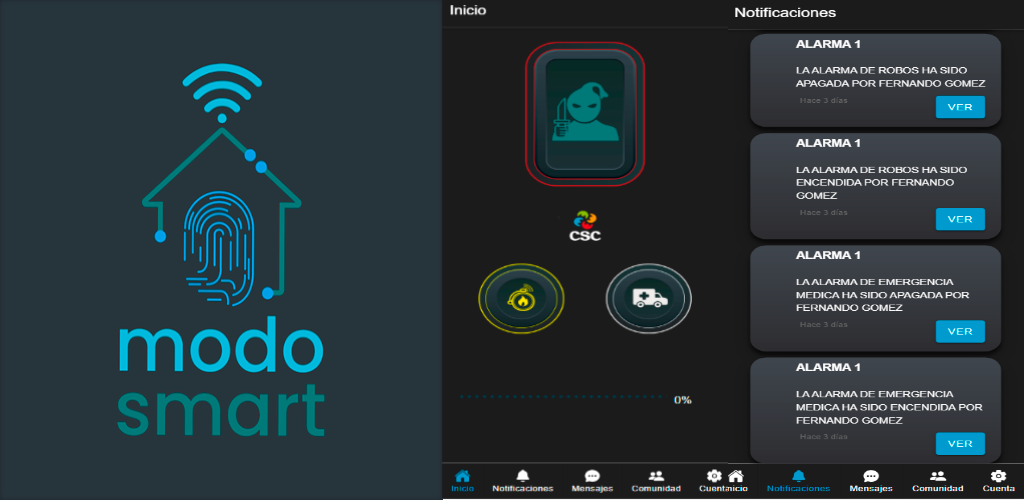 modo
smart
Inicio
CSC
0%
Inicio
Notificaciones
Mensajes
Comunidad
Cuentanicio
Notificaciones
ALARMA 1
LA ALARMA DE ROBOS HA SIDO
APAGADA POR FERNANDO GOMEZ
Hace 3 días
VER
ALARMA 1
LA ALARMA DE ROBOS HA SIDO
ENCENDIDA POR FERNANDO
GOMEZ
Hace 3 días
VER
ALARMA 1
LA ALARMA DE EMERGENCIA
MEDICA HA SIDO APAGADA POR
FERNANDO GOMEZ
Hace 3 días
VER
ALARMA 1
LA ALARMA DE EMERGENCIA
MEDICA HA SIDO ENCENDIDA POR
FERNANDO GOMEZ
Hace 3 días
VER
Notificaciones
Mensajes
Comunidad
Cuenta